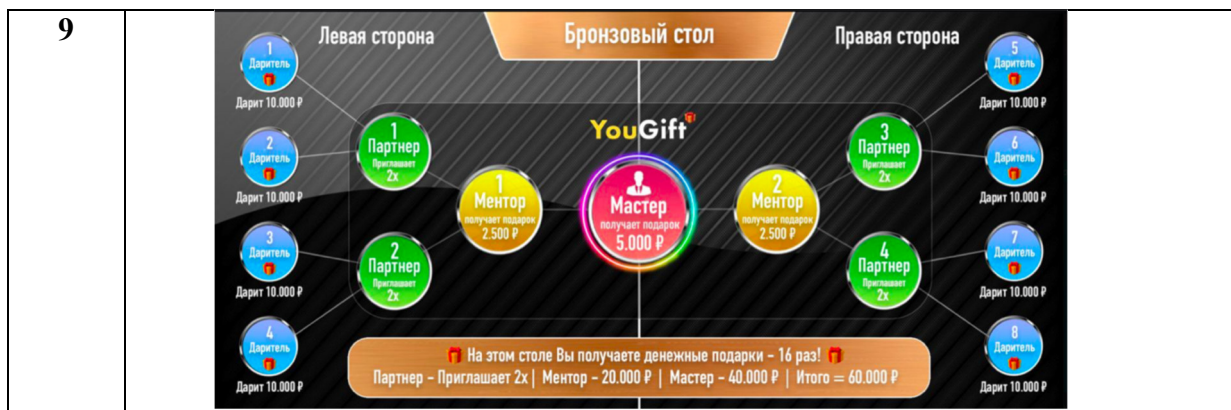 9
Левая сторона
Бронзовый стол
Правая сторона
1
Даритель
Дарит 10.000 ₽
2
Даритель
Дарит 10.000 ₽
3
Даритель
Дарит 10.000 ₽
4
Даритель
Дарит 10.000 ₽
1
Партнер
Приглашает
2x
2
Партнер
Приглашает
2x
1
Ментор
получает подарок
2.500 ₽
YouGift
Мастер
получает подарок
5.000 ₽
2
Ментор
получает подарок
2.500 ₽
3
Партнер
Приглашает
2x
4
Партнер
Приглашает
2x
5
Даритель
Дарит 10.000 ₽
6
Даритель
Дарит 10.000 ₽
7
Даритель
Дарит 10.000 ₽
8
Даритель
Дарит 10.000 ₽
На этом столе Вы получаете денежные подарки – 16 раз!
Партнер – Приглашает 2x | Ментор – 20.000 ₽ | Мастер – 40.000 ₽ | Итого = 60.000 ₽